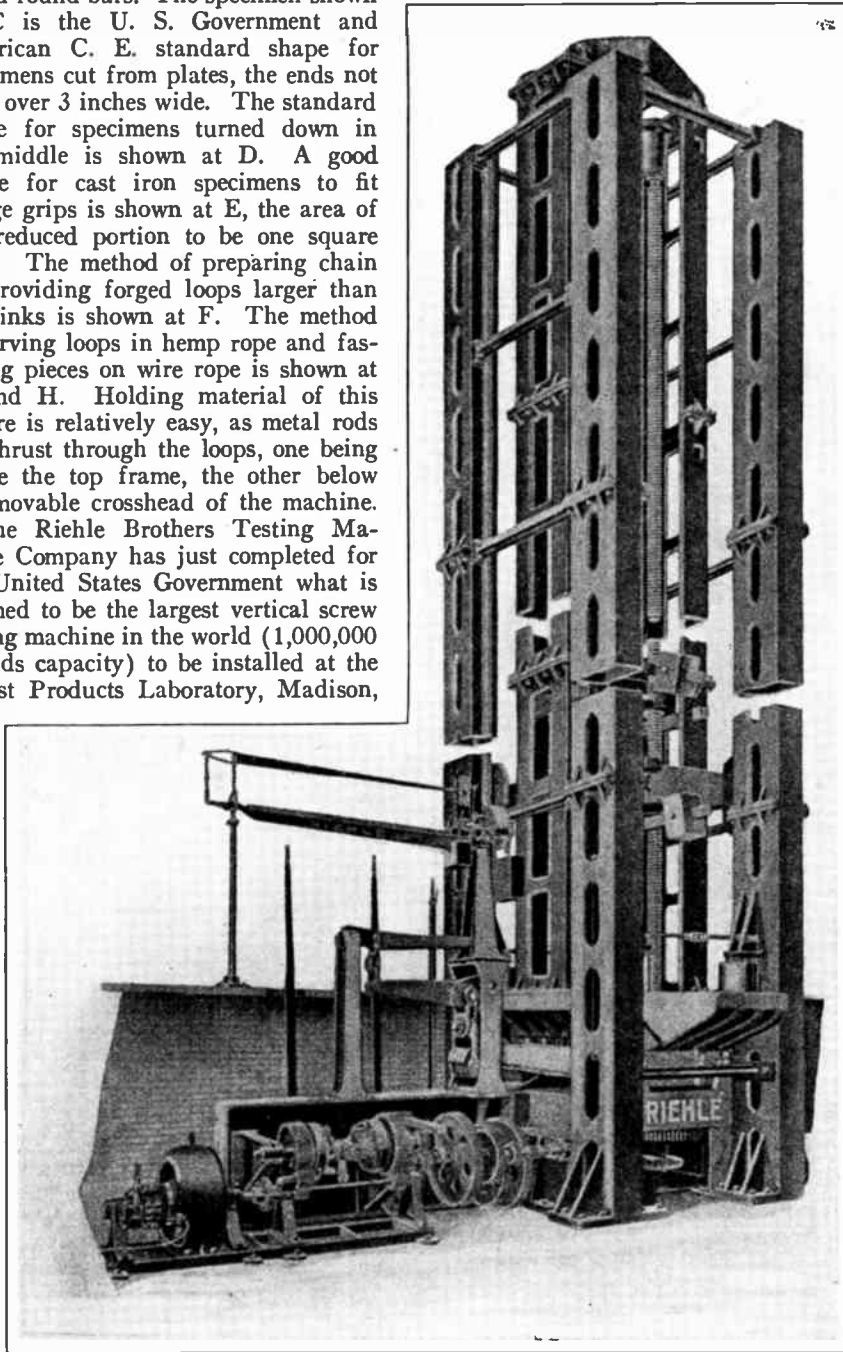 round bars. The specimen shown
C is the U. S. Government and
rican C. E. standard shape for
mens cut from plates, the ends not
over 3 inches wide. The standard
e for specimens turned down in
middle is shown at D. A good
e for cast iron specimens to fit
ge grips is shown at E, the area of
reduced portion to be one square
The method of preparing chain
roviding forged loops larger than
inks is shown at F. The method
rving loops in hemp rope and fas-
g pieces on wire rope is shown at
nd H. Holding material of this
re is relatively easy, as metal rods
hrust through the loops, one being
e the top frame, the other below
movable crosshead of the machine.
ne Riehle Brothers Testing Ma-
e Company has just completed for
United States Government what is
ned to be the largest vertical screw
ng machine in the world (1,000,000
ds capacity) to be installed at the
st Products Laboratory, Madison,
RIEHLE